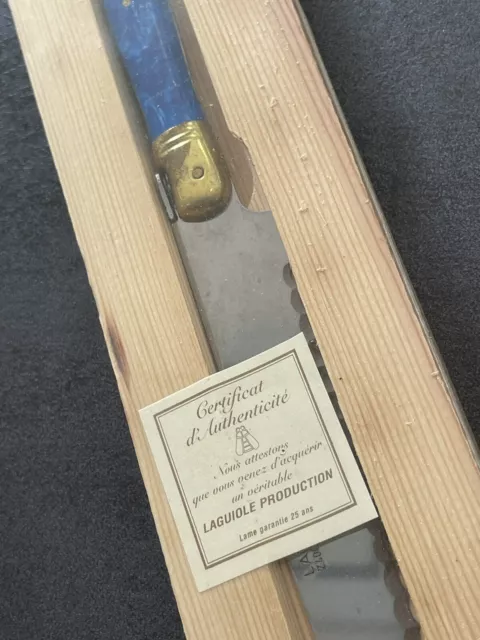 Certificat
d'Authenticité
Nous attestons
que vous venez d'acquérir
un véritable
LAGUIOLE PRODUCTION
Lame garantie 25 ans